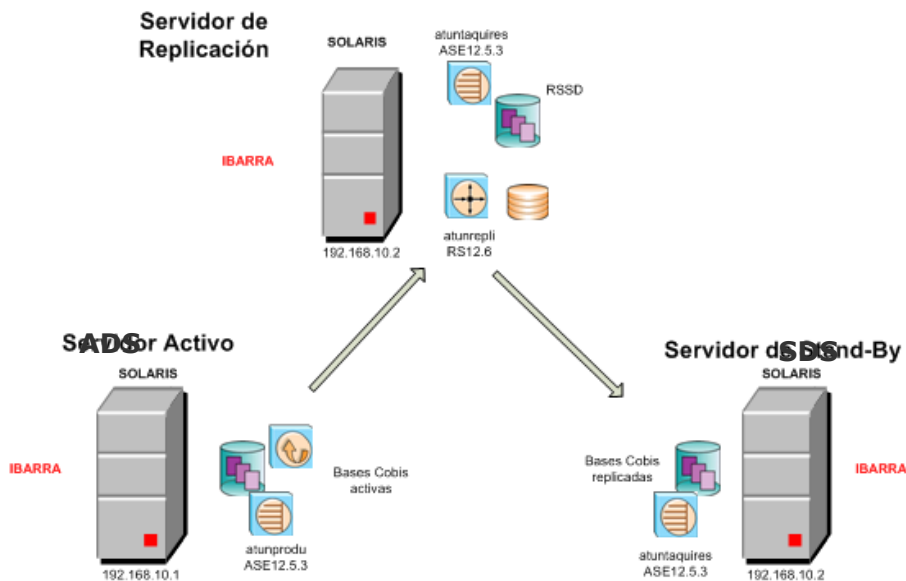 Servidor de
Replicación
SOLARIS
atuntaquires
ASE12.5.3
RSSD
IBARRA
192.168.10.2
atunrepli
RS12.6
Servidor Activo
ADS
SOLARIS
IBARRA
Bases Cobis
activas
atunprodu
ASE12.5.3
192.168.10.1
Servidor de Stand-By
SDS
SOLARIS
Bases Cobis
replicadas
IBARRA
atuntaquires
ASE12.5.3
192.168.10.2